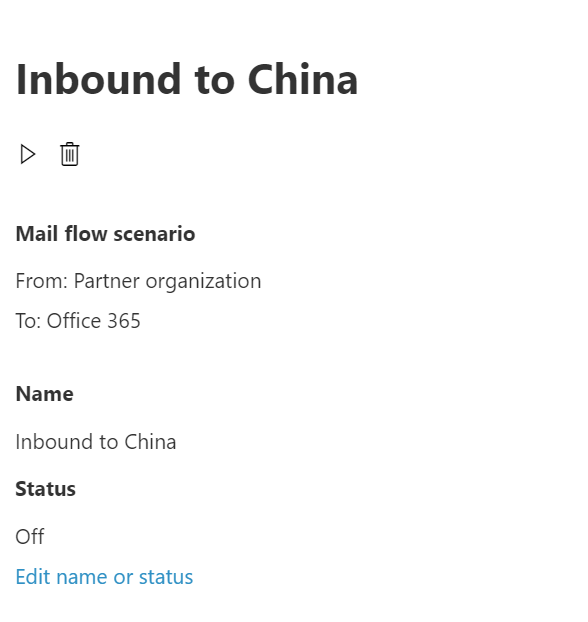 Inbound to China
Mail flow scenario
From: Partner organization
To: Office 365
Name
Inbound to China
Status
Off
Edit name or status